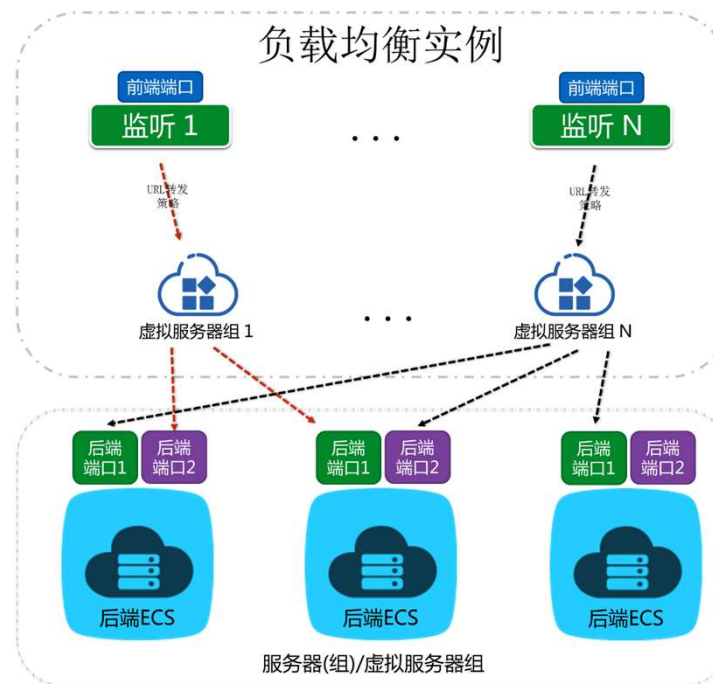 负载均衡实例
前端端口
前端端口
监听 1
监听 N
...
URL转发
策略
URL转发
策略
虚拟服务器组 1
...
虚拟服务器组 N
后端
端口1
后端
端口2
后端
端口1
后端
端口2
后端
端口1
后端
端口2
后端ECS
后端ECS
后端ECS
服务器(组)/虚拟服务器组